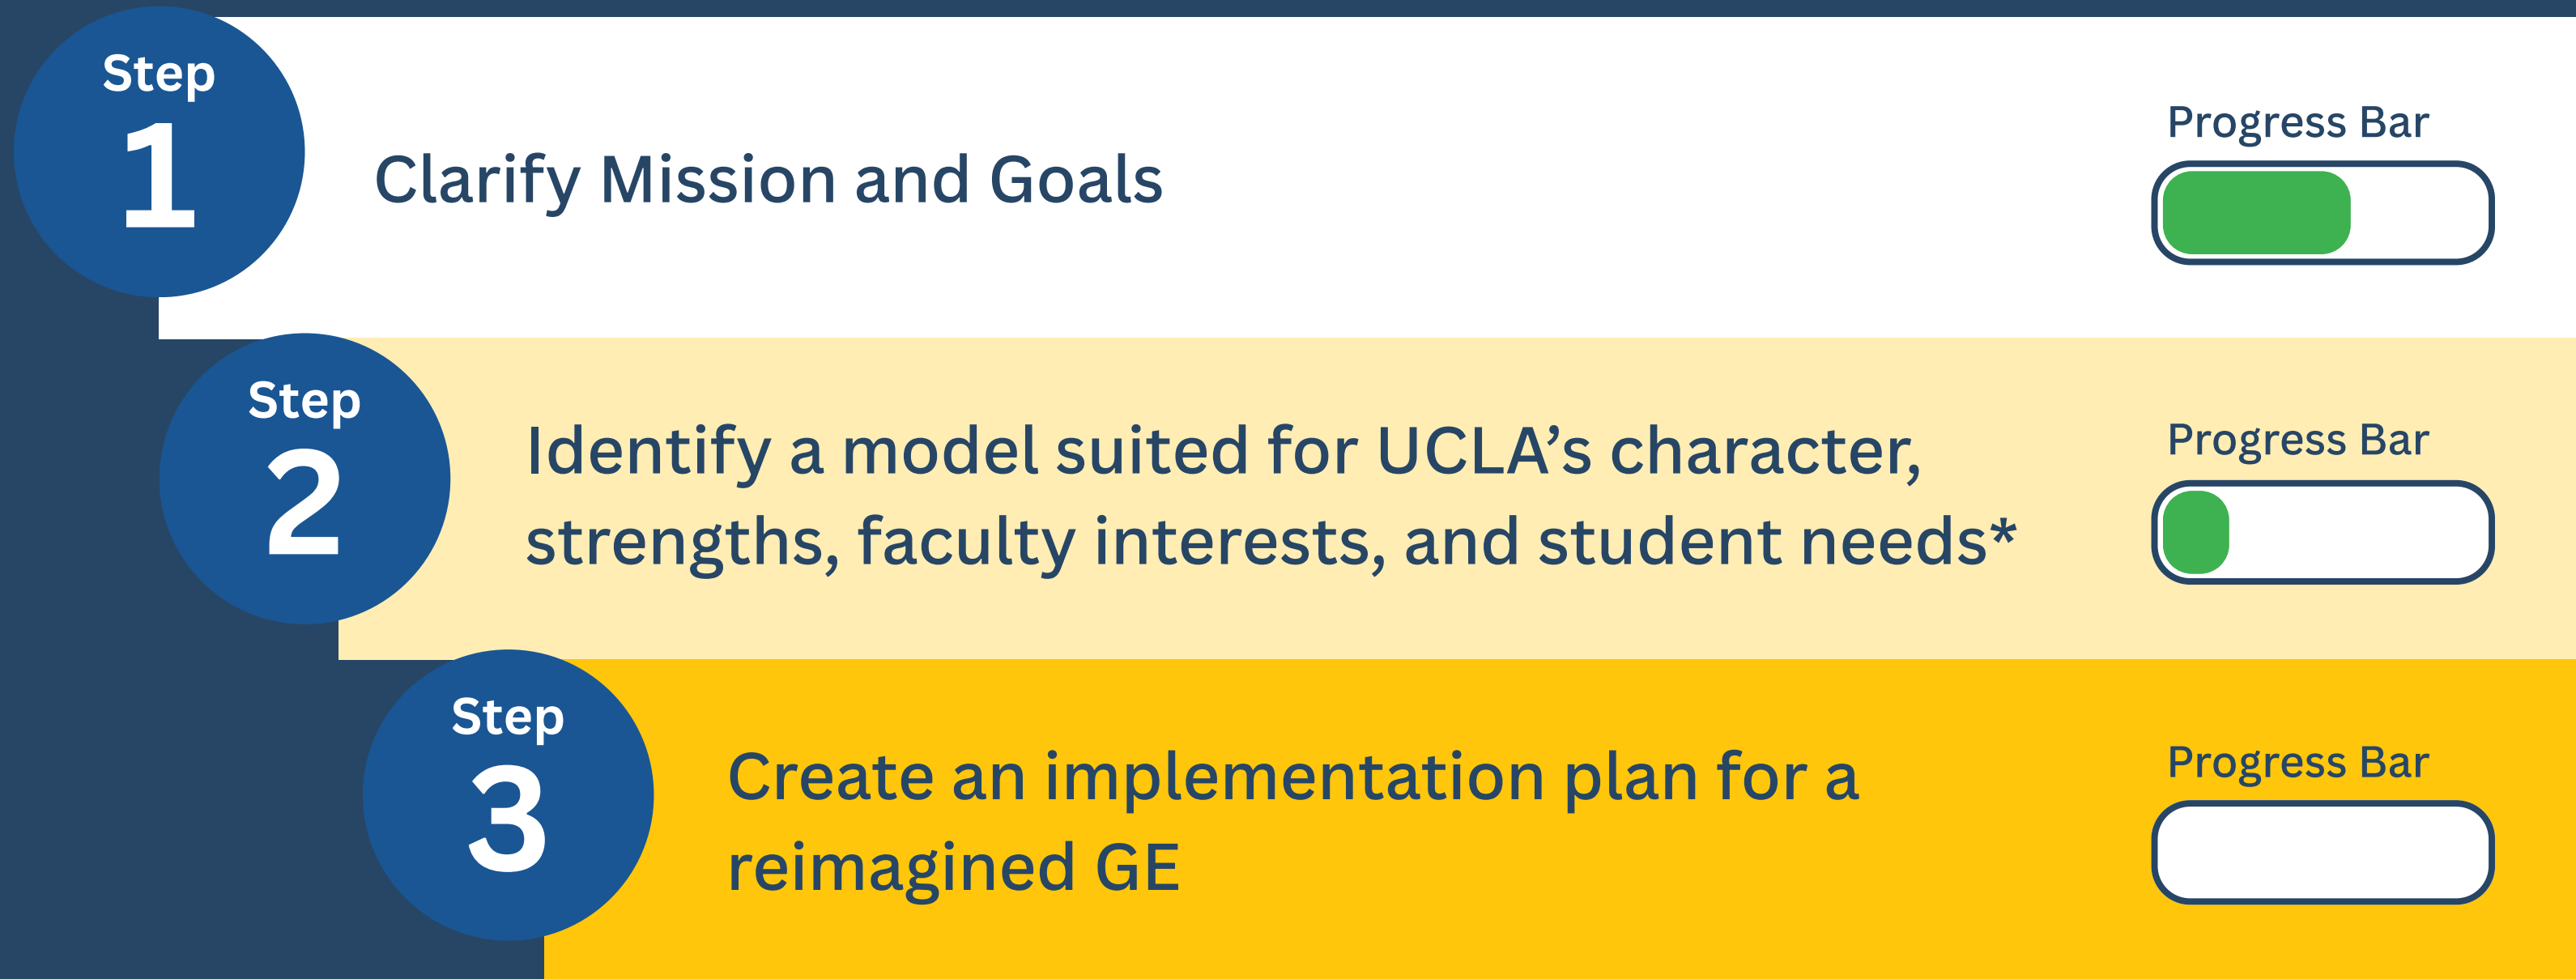 Step
1
Clarify Mission and Goals
Progress Bar
Step
2
Identify a model suited for UCLA’s character,
strengths, faculty interests, and student needs*
Progress Bar
Step
3
Create an implementation plan for a
reimagined GE
Progress Bar